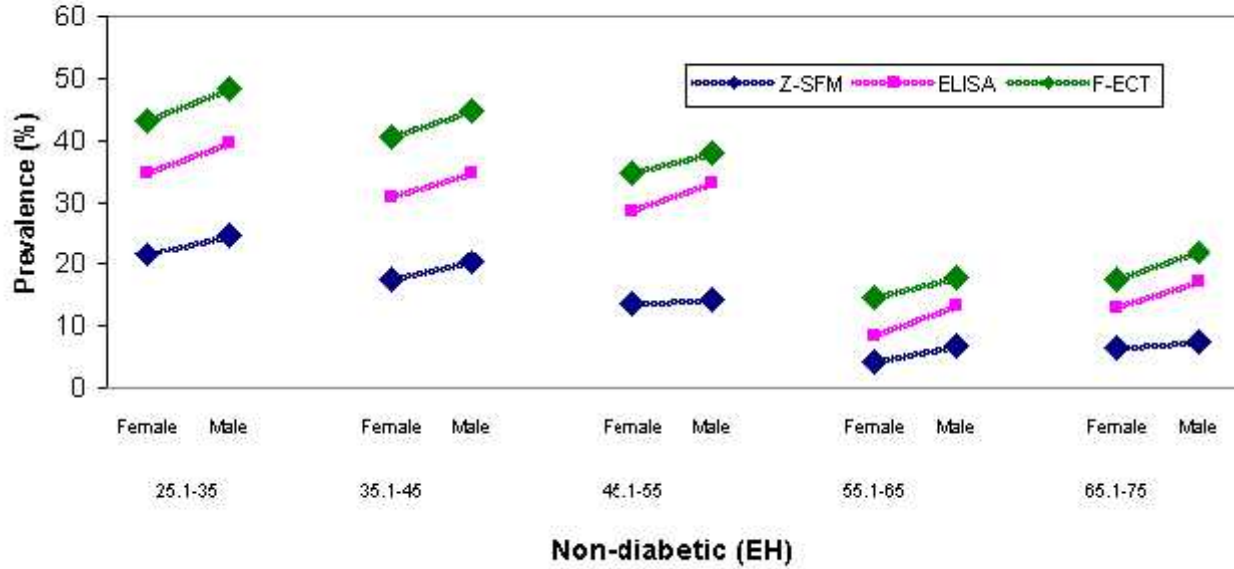 60
50
40
30
20
10
0
Prevalence (%)
Z-SFM ELISA F-ECT
Female Male Female Male Female Male Female Male Female Male
25.1-35 35.1-45 45.1-55 55.1-65 65.1-75
Non-diabetic (EH)